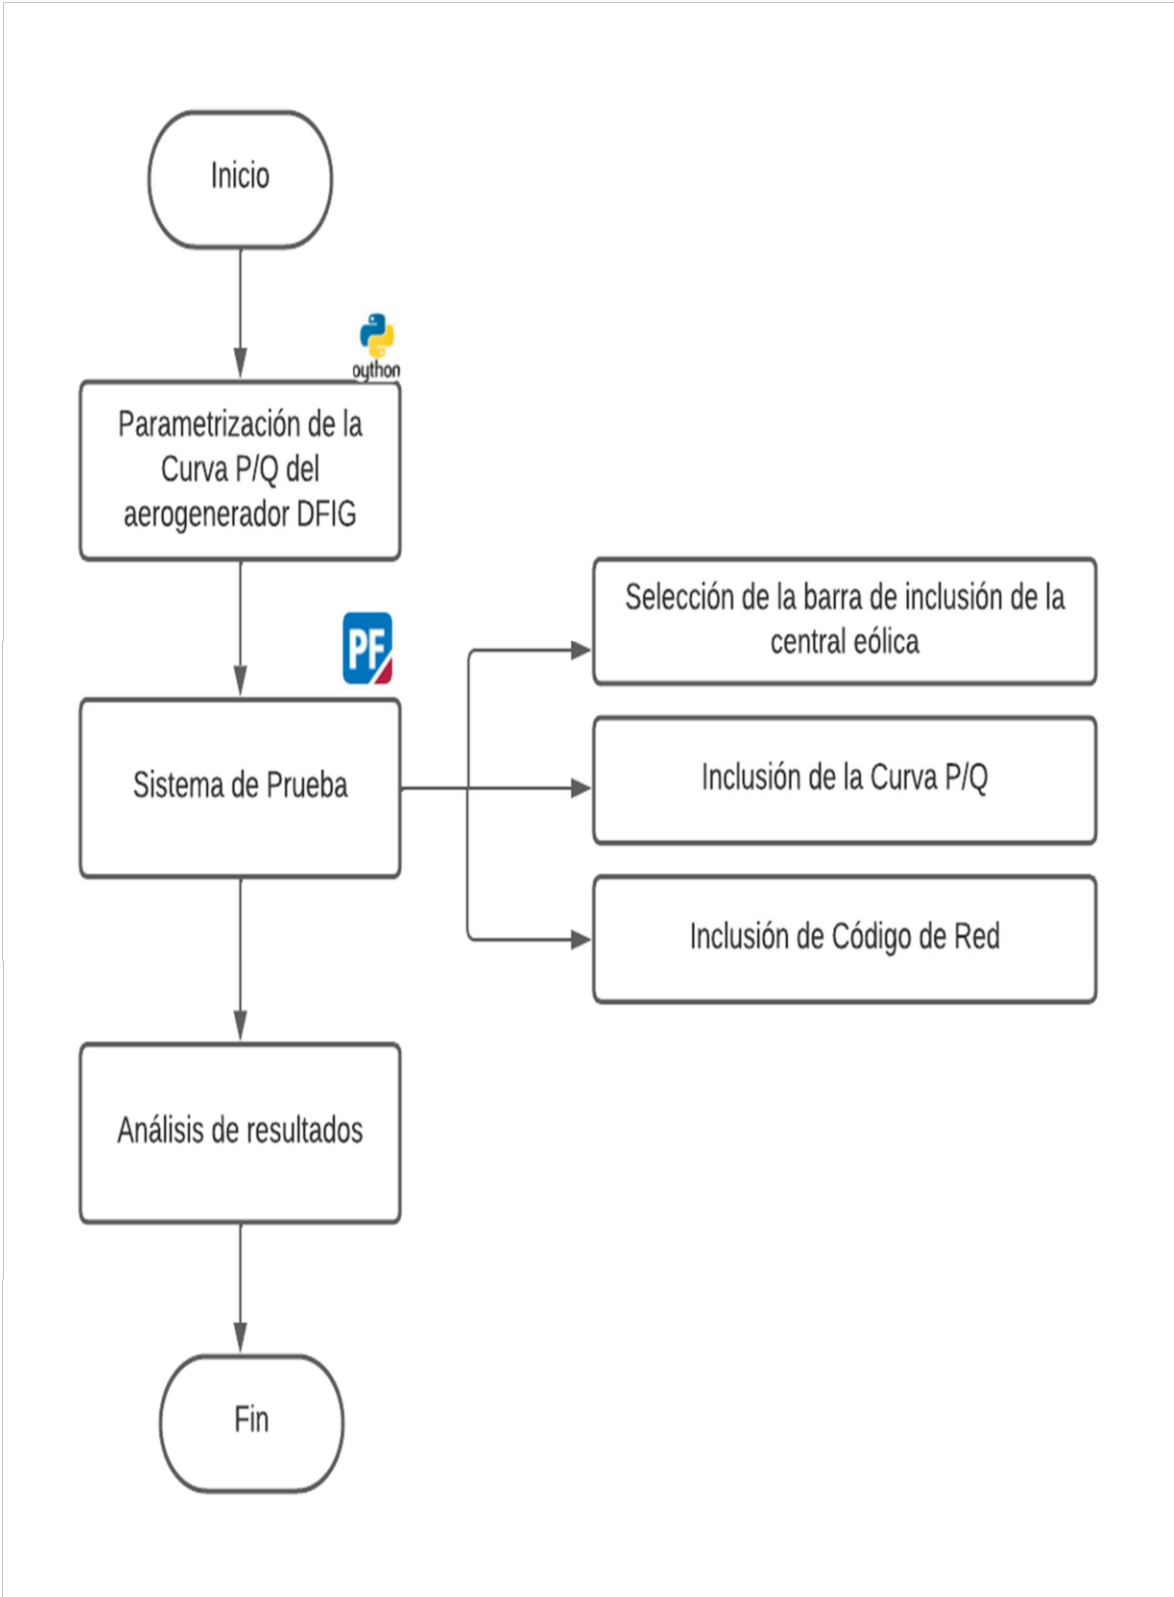 Inicio
python
Parametrización de la
Curva P/Q del
aerogenerador DFIG
PF
Sistema de Prueba
Selección de la barra de inclusión de la
central eólica
Inclusión de la Curva P/Q
Inclusión de Código de Red
Análisis de resultados
Fin